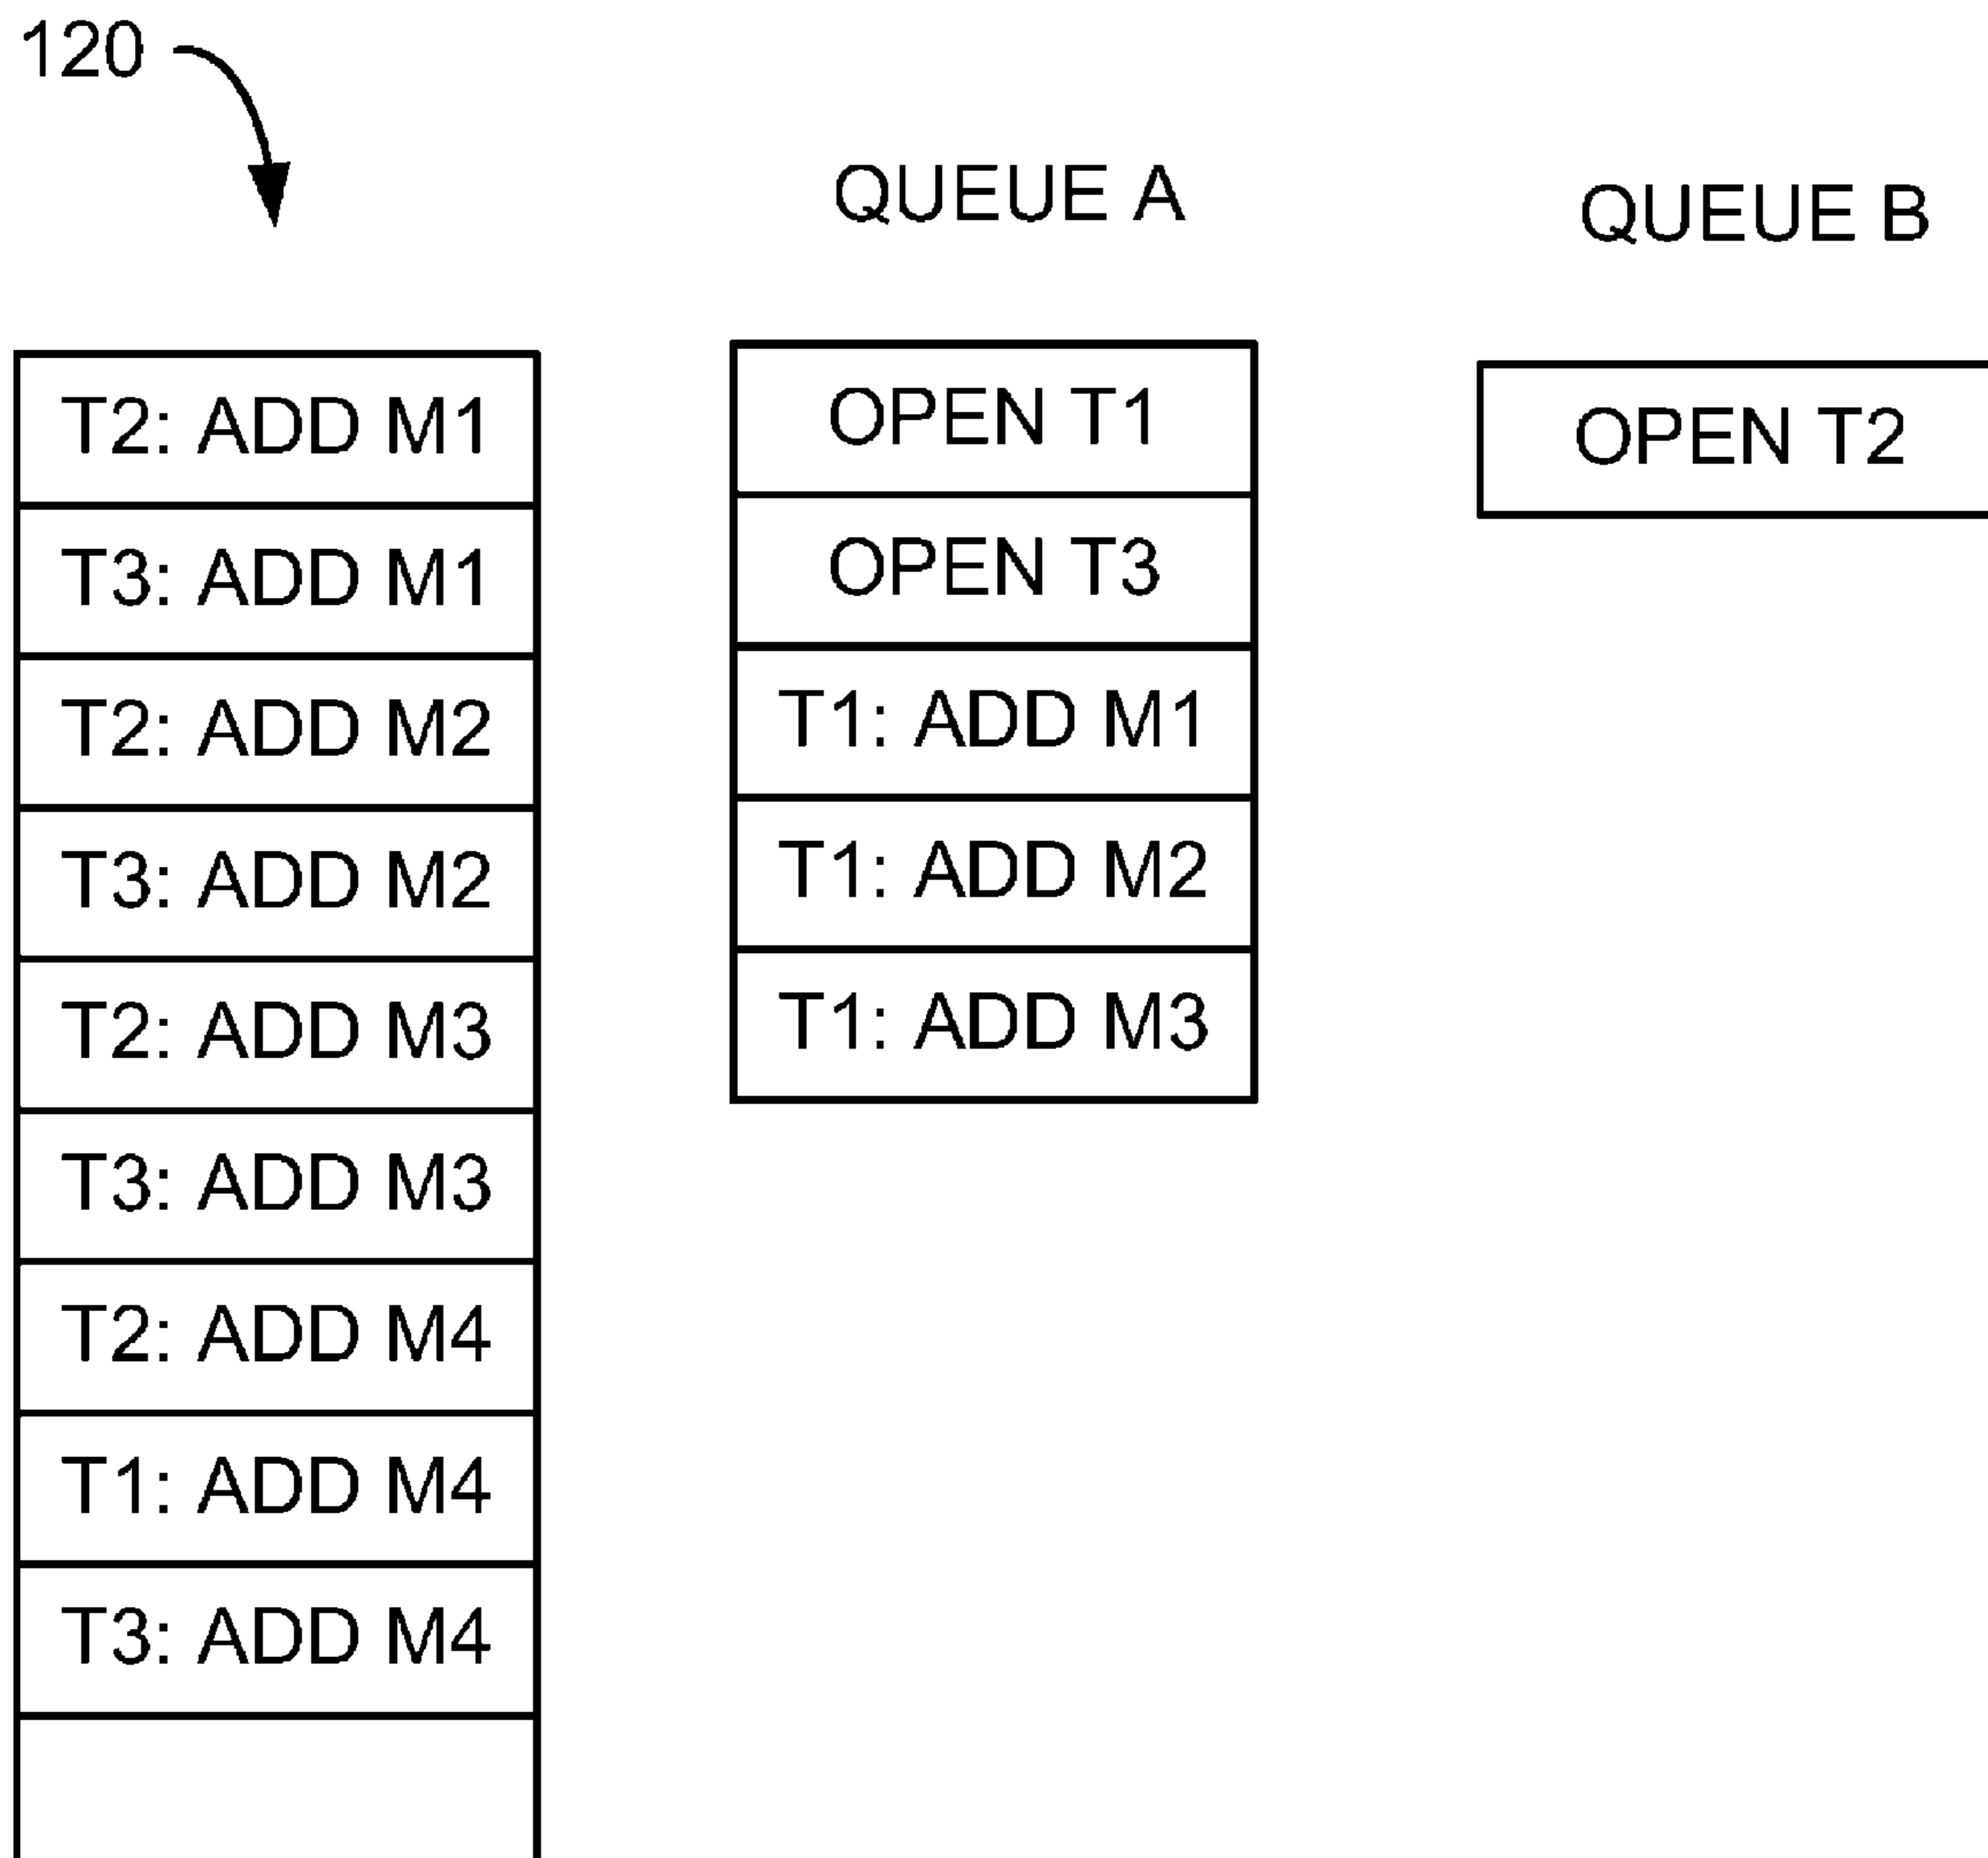 120
QUEUE A
QUEUE B
T2: ADD M1
T3: ADD M1
T2: ADD M2
T3: ADD M2
T2: ADD M3
T3: ADD M3
T2: ADD M4
T1: ADD M4
T3: ADD M4
OPEN T1
OPEN T3
T1: ADD M1
T1: ADD M2
T1: ADD M3
OPEN T2